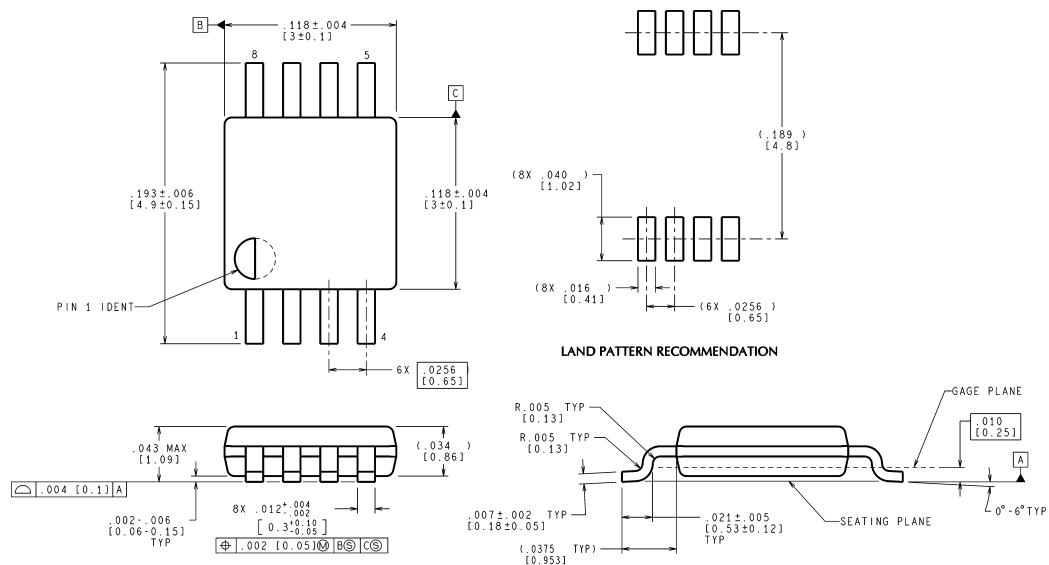 B
.118±.004
[3±0.1]
8
5
C
.193±.006
[4.9±0.15]
.118±.004
[3±0.1]
PIN 1 IDENT
1
4
6X .0256
[0.65]
(.189 )
[4.8]
(8X .040 )
[1.02]
(8X .016 )
[0.41]
(6X .0256 )
[0.65]
LAND PATTERN RECOMMENDATION
.043 MAX
[1.09]
(.034 )
[0.86]
⌓ .004 [0.1] A
.002-.006
[0.06-0.15]
TYP
8X .012+.004
-.002
[0.3+0.10
-0.05]
⌖ .002 [0.05]Ⓜ BⓈ CⓈ
R.005 TYP
[0.13]
R.005 TYP
[0.13]
GAGE PLANE
.010
[0.25]
A
0°-6°TYP
SEATING PLANE
.007±.002 TYP
[0.18±0.05]
.021±.005
[0.53±0.12]
TYP
(.0375 TYP)
[0.953]